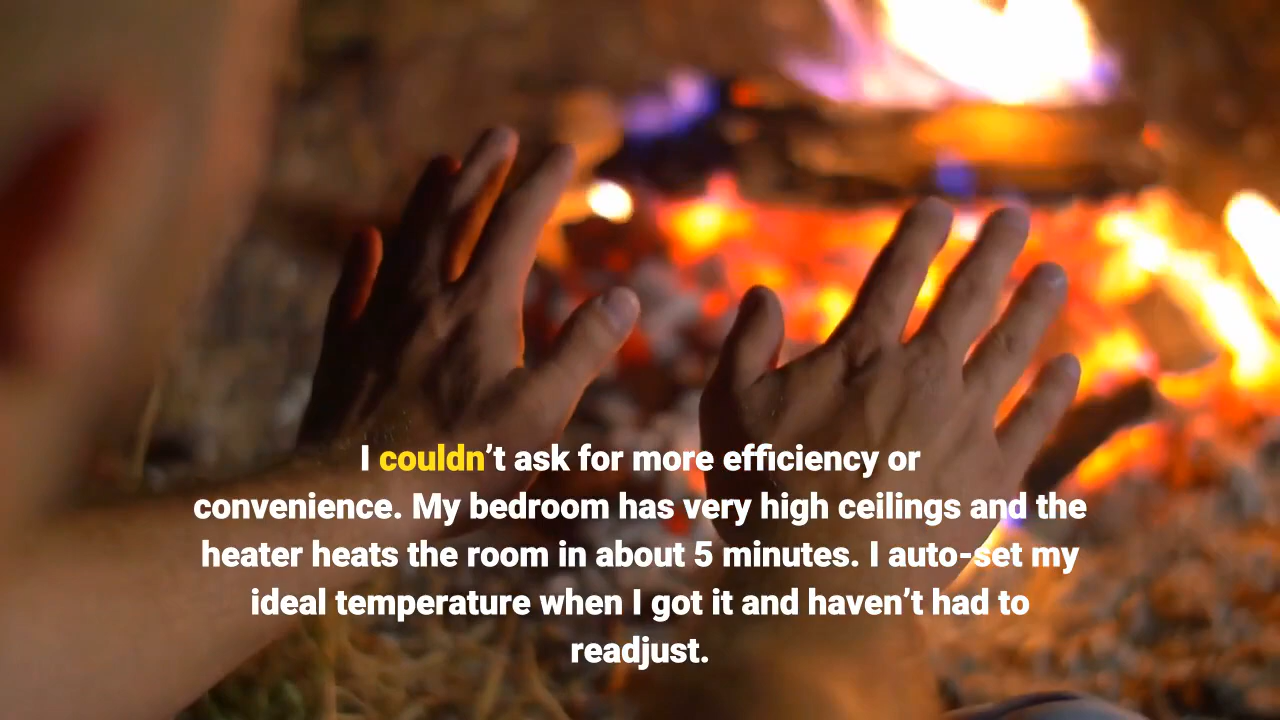 I couldn’t ask for more efficiency or
convenience. My bedroom has very high ceilings and the
heater heats the room in about 5 minutes. I auto-set my
ideal temperature when I got it and haven’t had to
readjust.